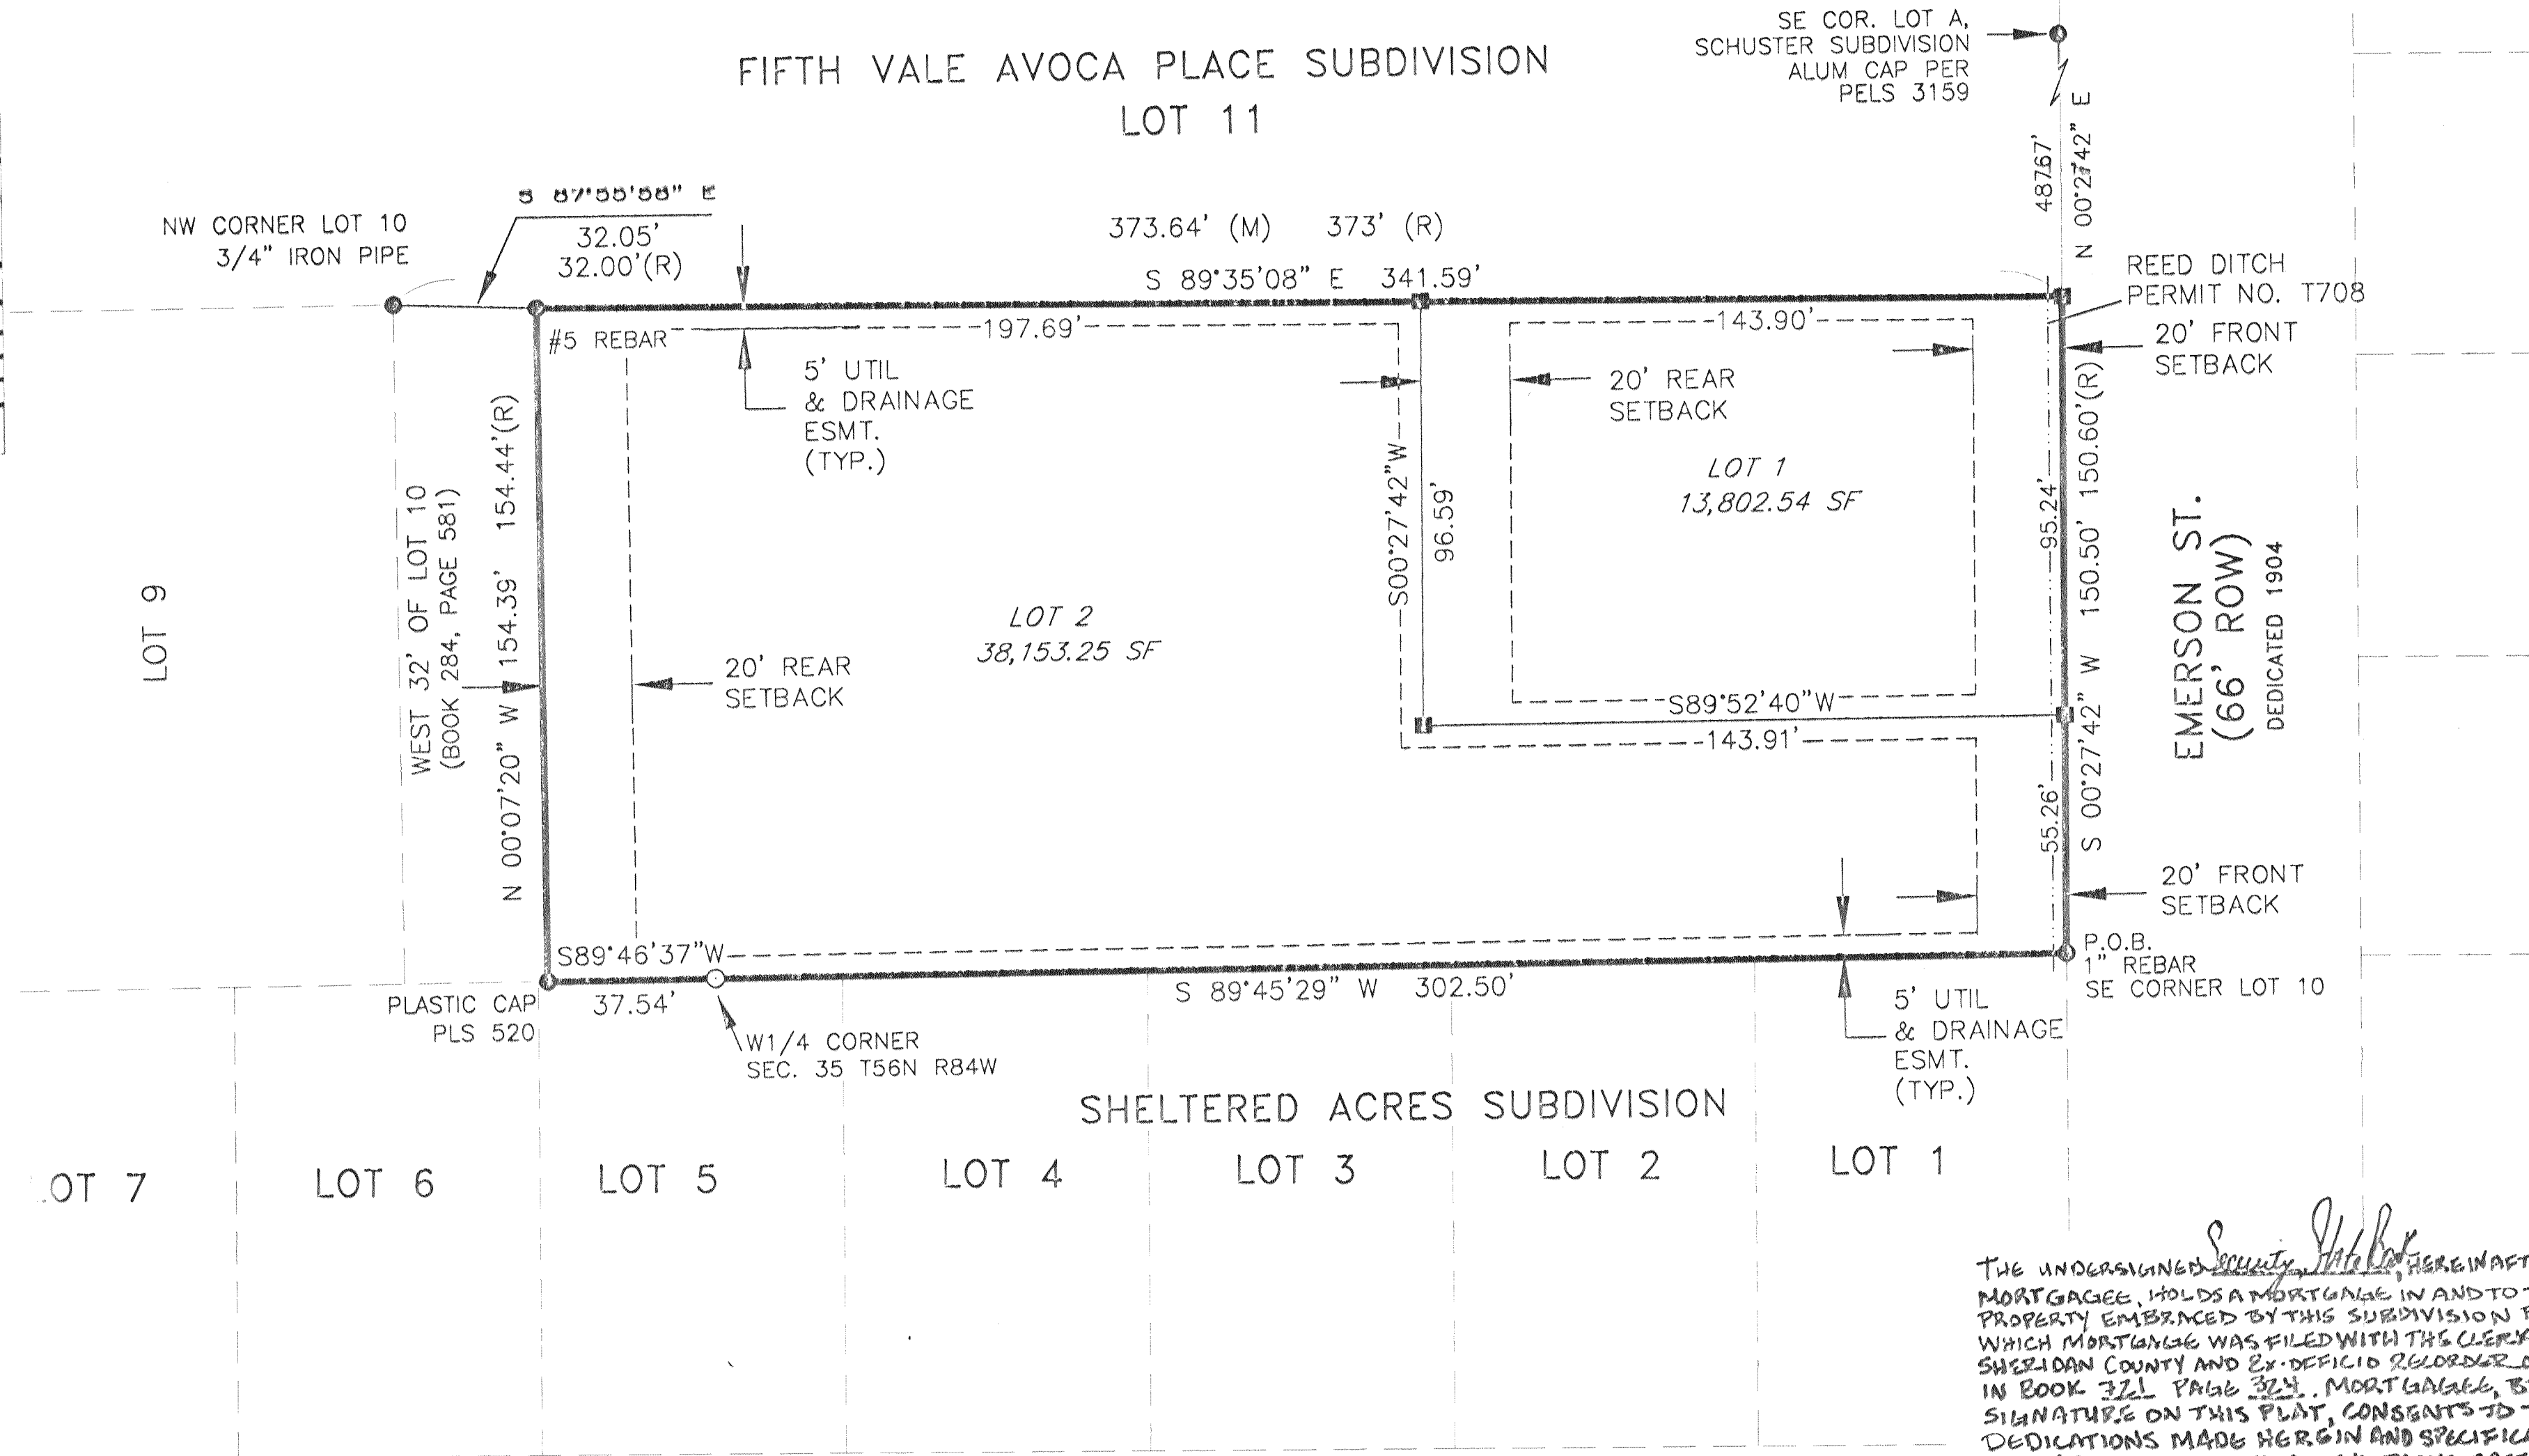 FIFTH VALE AVOCA PLACE SUBDIVISION
LOT 11
SE COR. LOT A,
SCHUSTER SUBDIVISION
ALUM CAP PER
PELS 3159
487.67'
N 00°27'42" E
NW CORNER LOT 10
3/4" IRON PIPE
S 87°55'58" E
32.05'
32.00'(R)
373.64' (M) 373' (R)
S 89°35'08" E 341.59'
REED DITCH
PERMIT NO. T708
20' FRONT
SETBACK
#5 REBAR
197.69'
143.90'
5' UTIL
& DRAINAGE
ESMT.
(TYP.)
20' REAR
SETBACK
LOT 1
13,802.54 SF
S00°27'42"W
96.59'
95.24'
S 00°27'42" W 150.50' 150.60'(R)
EMERSON ST.
(66' ROW)
DEDICATED 1904
LOT 9
WEST 32' OF LOT 10
(BOOK 284, PAGE 581)
N 00°07'20" W 154.39' 154.44'(R)
LOT 2
38,153.25 SF
20' REAR
SETBACK
S89°52'40"W
143.91'
55.26'
20' FRONT
SETBACK
S89°46'37"W
37.54'
S 89°45'29" W 302.50'
P.O.B.
1" REBAR
SE CORNER LOT 10
PLASTIC CAP
PLS 520
W1/4 CORNER
SEC. 35 T56N R84W
5' UTIL
& DRAINAGE
ESMT.
(TYP.)
SHELTERED ACRES SUBDIVISION
OT 7
LOT 6
LOT 5
LOT 4
LOT 3
LOT 2
LOT 1
THE UNDERSIGNED Security State Bank, HEREINAFT
MORTGAGEE, HOLDS A MORTGAGE IN AND TO
PROPERTY EMBRACED BY THIS SUBDIVISION
WHICH MORTGAGE WAS FILED WITH THE CLERK
SHERIDAN COUNTY AND EX-OFFICIO RECORDER
IN BOOK 321 PAGE 324. MORTGAGEE, B
SIGNATURE ON THIS PLAT, CONSENTS TO
DEDICATIONS MADE HEREIN AND SPECIFICA